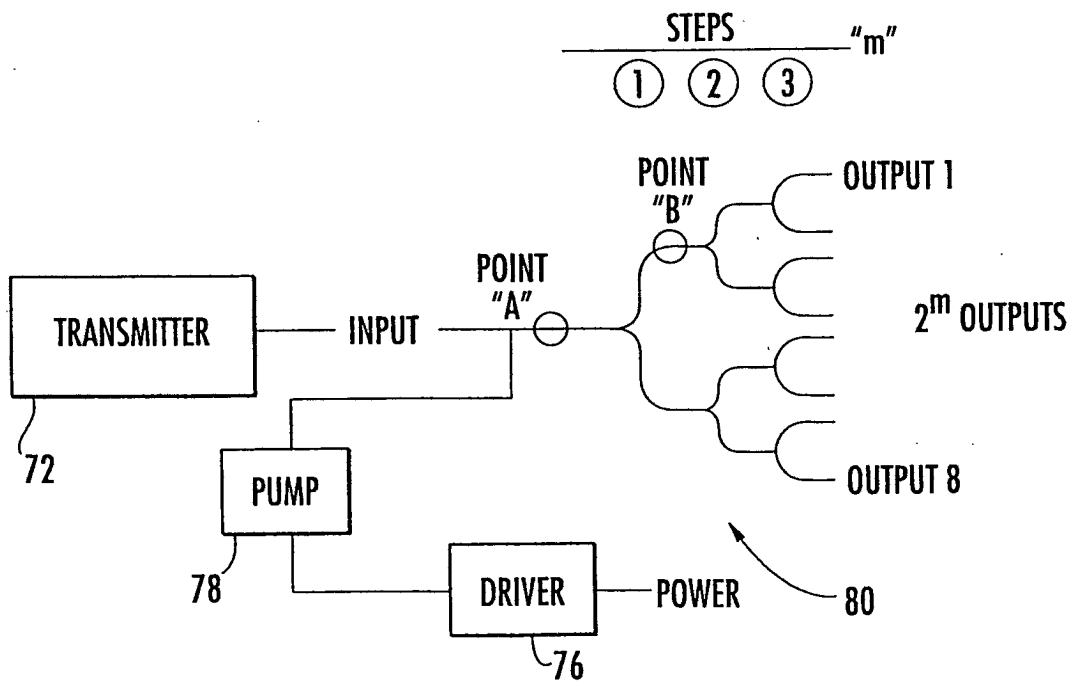 STEPS
"m"
1 2 3
POINT
"B"
OUTPUT 1
POINT
"A"
TRANSMITTER
INPUT
2^m OUTPUTS
72
PUMP
OUTPUT 8
78
DRIVER
POWER
80
76